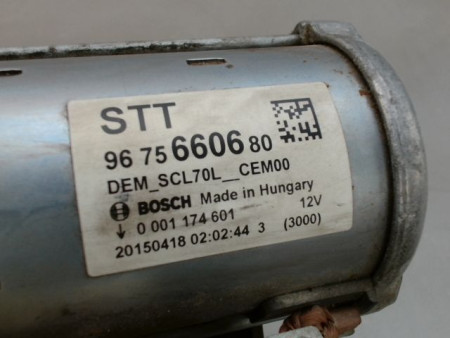 STT
96 75 6606 80
DEM_SCL70L__CEM00
BOSCH Made in Hungary
0 001 174 601 12V
20150418 02:02:44 3 (3000)